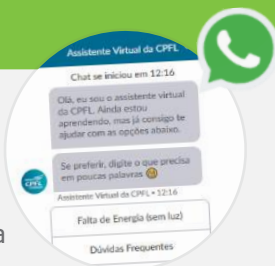 Assistente Virtual da CPFL
Chat se iniciou em 12:16
Olá, eu sou o assistente virtual
da CPFL. Ainda estou
aprendendo, mas já consigo te
ajudar com as opções abaixo.
Se preferir, digite o que precisa
em poucas palavras
CPFL
Assistente Virtual da CPFL • 12:16
Falta de Energia (sem luz)
a
Dúvidas Frequentes